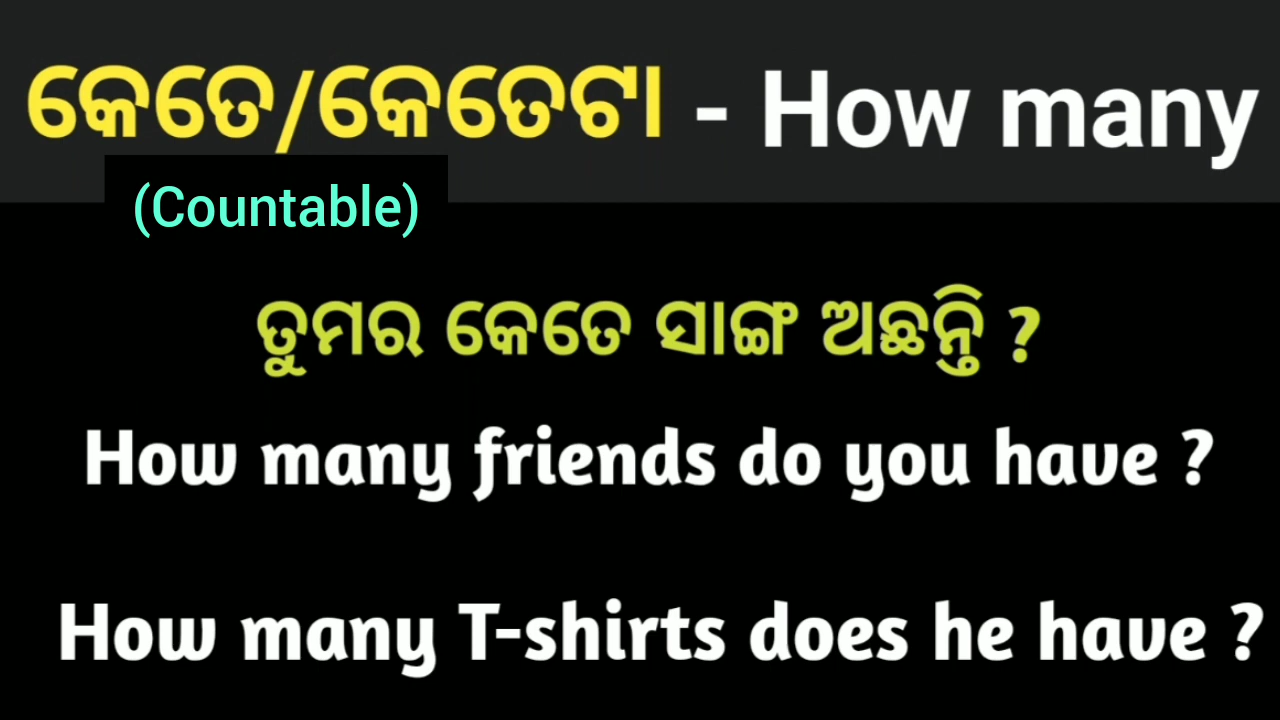 କେତେ/କେତେଟା - How many
(Countable)
ତୁମର କେତେ ସାଙ୍ଗ ଅଛନ୍ତି ?
How many friends do you have ?
How many T-shirts does he have ?